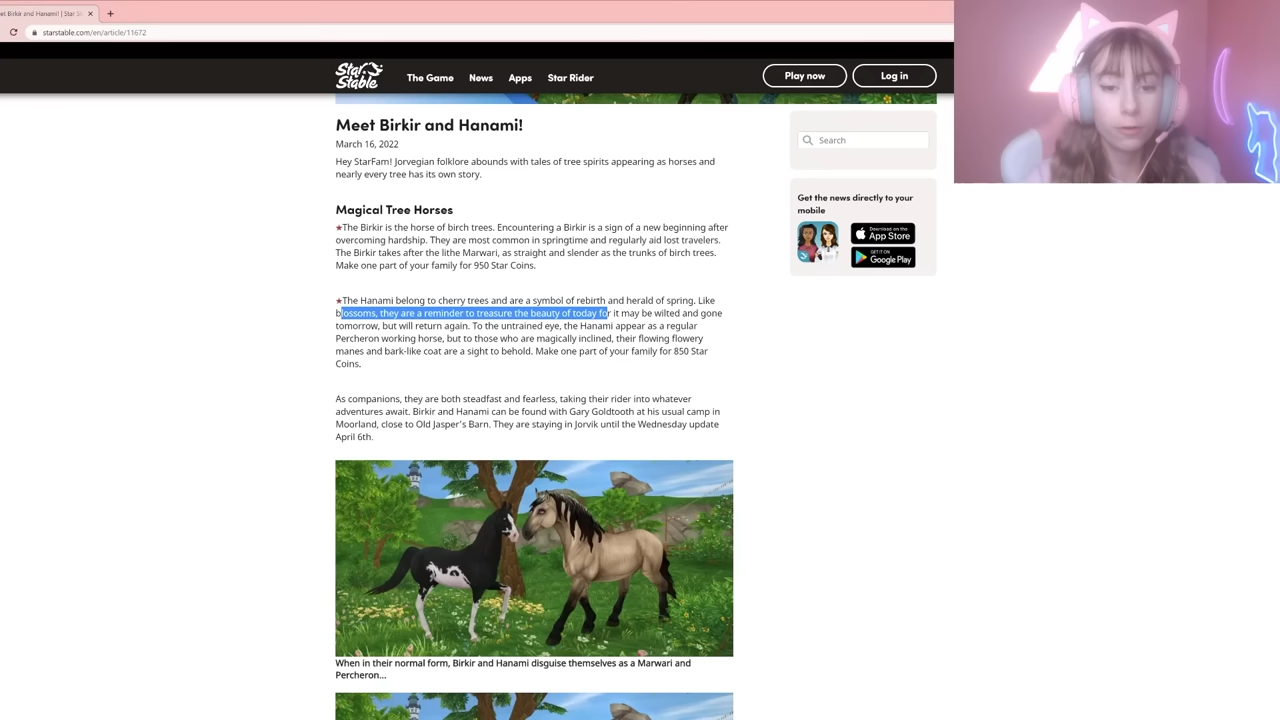 Meet Birkir and Hanami! | Star St
starstable.com/en/article/11672
Star Stable
The Game
News
Apps
Star Rider
Play now
Log in
Meet Birkir and Hanami!
March 16, 2022
Hey StarFam! Jorvegian folklore abounds with tales of tree spirits appearing as horses and
nearly every tree has its own story.
Magical Tree Horses
★The Birkir is the horse of birch trees. Encountering a Birkir is a sign of a new beginning after
overcoming hardship. They are most common in springtime and regularly aid lost travelers.
The Birkir takes after the lithe Marwari, as straight and slender as the trunks of birch trees.
Make one part of your family for 950 Star Coins.
★The Hanami belong to cherry trees and are a symbol of rebirth and herald of spring. Like
blossoms, they are a reminder to treasure the beauty of today for it may be wilted and gone
tomorrow, but will return again. To the untrained eye, the Hanami appear as a regular
Percheron working horse, but to those who are magically inclined, their flowing flowery
manes and bark-like coat are a sight to behold. Make one part of your family for 850 Star
Coins.
As companions, they are both steadfast and fearless, taking their rider into whatever
adventures await. Birkir and Hanami can be found with Gary Goldtooth at his usual camp in
Moorland, close to Old Jasper's Barn. They are staying in Jorvik until the Wednesday update
April 6th.
When in their normal form, Birkir and Hanami disguise themselves as a Marwari and
Percheron...
Search
Get the news directly to your
mobile
Download on the
App Store
GET IT ON
Google Play